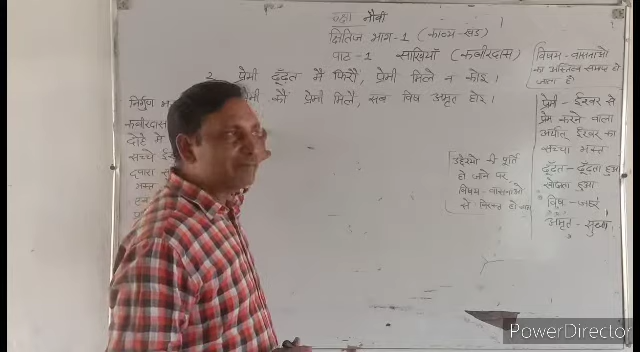 कक्षा नौवीं
क्षितिज भाग-1 (काव्य-खंड)
पाठ-1 साखियाँ (कबीरदास)
2. प्रेमी ढूँढ़त मैं फिरौं, प्रेमी मिले न कोइ।
कौं प्रेमी मिलै, सब विष अमृत होइ।
निर्गुण
कबीरदास
दोहे में
सच्चे
द्वारा
भक्त
उद्देश्यों की पूर्ति
हो जाने पर
विषय-वासनाओं
से
विषय-वासनाओं
का अस्तित्व समाप्त हो
जाता है
प्रेमी-ईश्वर से
प्रेम करने वाला
अर्थात् ईश्वर का
सच्चा भक्त
ढूँढ़त-ढूँढ़ता हुआ
खोजता हुआ
विष-जहर
अमृत-सुधा
PowerDirector